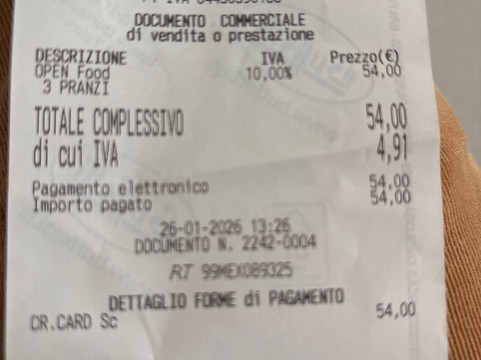 DOCUMENTO COMMERCIALE
di vendita o prestazione
DESCRIZIONE IVA Prezzo(€)
OPEN Food 10,00% 54,00
3 PRANZI
TOTALE COMPLESSIVO 54,00
di cui IVA 4,91
Pagamento elettronico 54,00
Importo pagato 54,00
26-01-2026 13:26
DOCUMENTO N. 2242-0004
RT 99MEX089325
DETTAGLIO FORME di PAGAMENTO
CR.CARD Sc 54,00